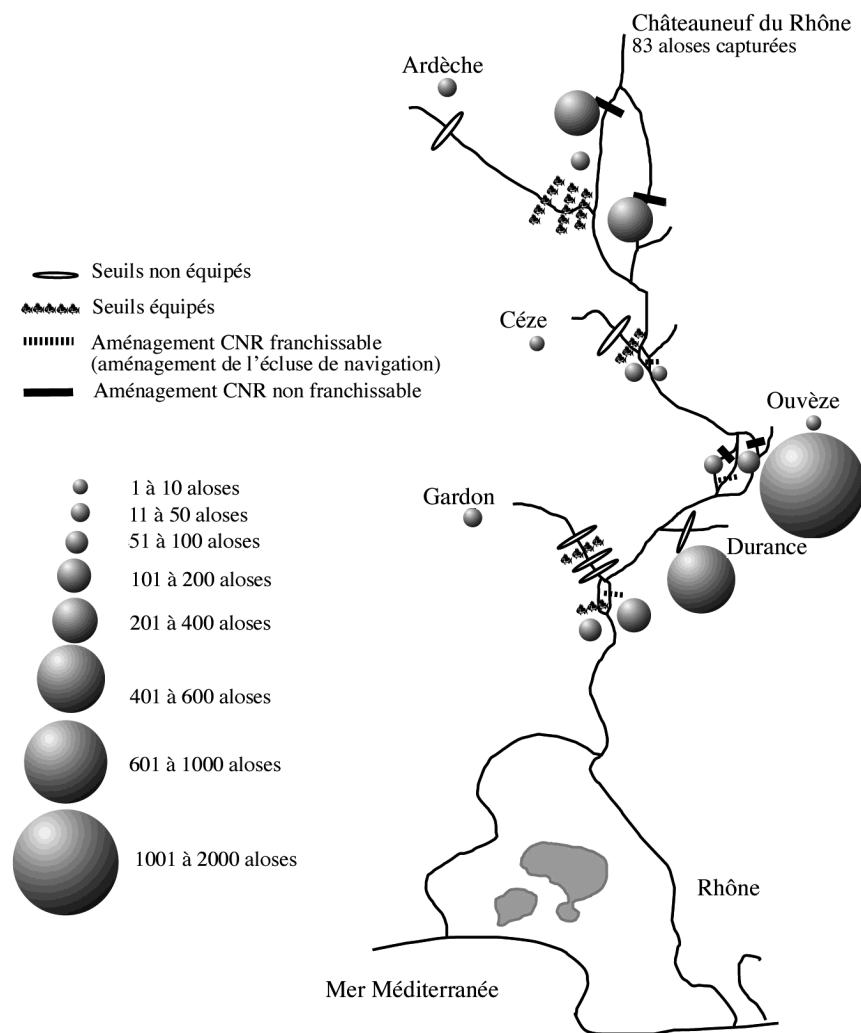 Châteauneuf du Rhône
83 aloses capturées
Ardèche
Seuils non équipés
Seuils équipés
Aménagement CNR franchissable
(aménagement de l'écluse de navigation)
Aménagement CNR non franchissable
Céze
Ouvèze
1 à 10 aloses
11 à 50 aloses
51 à 100 aloses
101 à 200 aloses
201 à 400 aloses
401 à 600 aloses
601 à 1000 aloses
1001 à 2000 aloses
Gardon
Durance
Rhône
Mer Méditerranée